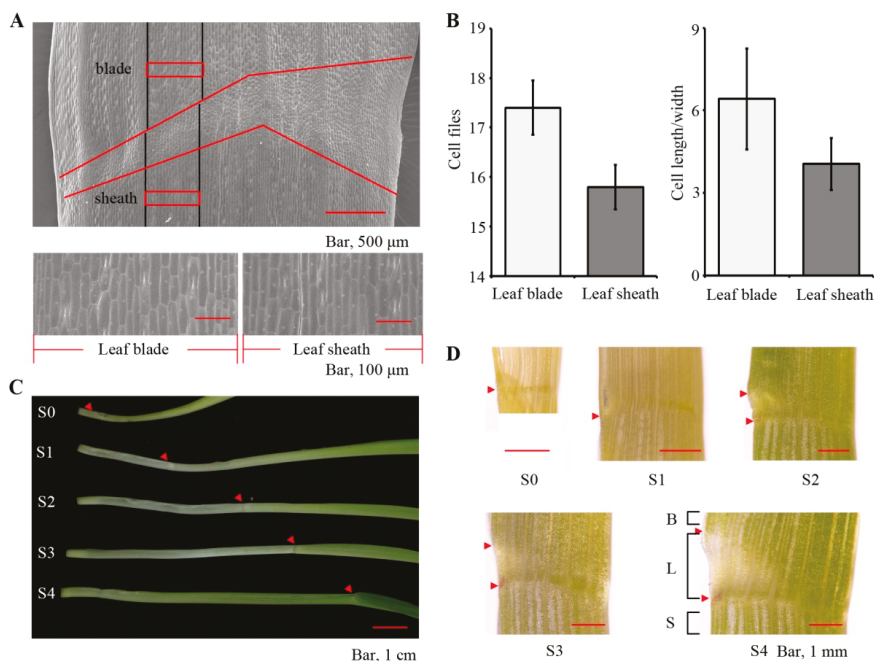 A
blade
sheath
Bar, 500 μm
Leaf blade
Leaf sheath
Bar, 100 μm
B
Cell files
18
17
16
15
14
Leaf blade Leaf sheath
Cell length/width
9
6
3
0
Leaf blade Leaf sheath
C
S0
S1
S2
S3
S4
Bar, 1 cm
D
S0
S1
S2
S3
B
L
S
S4 Bar, 1 mm